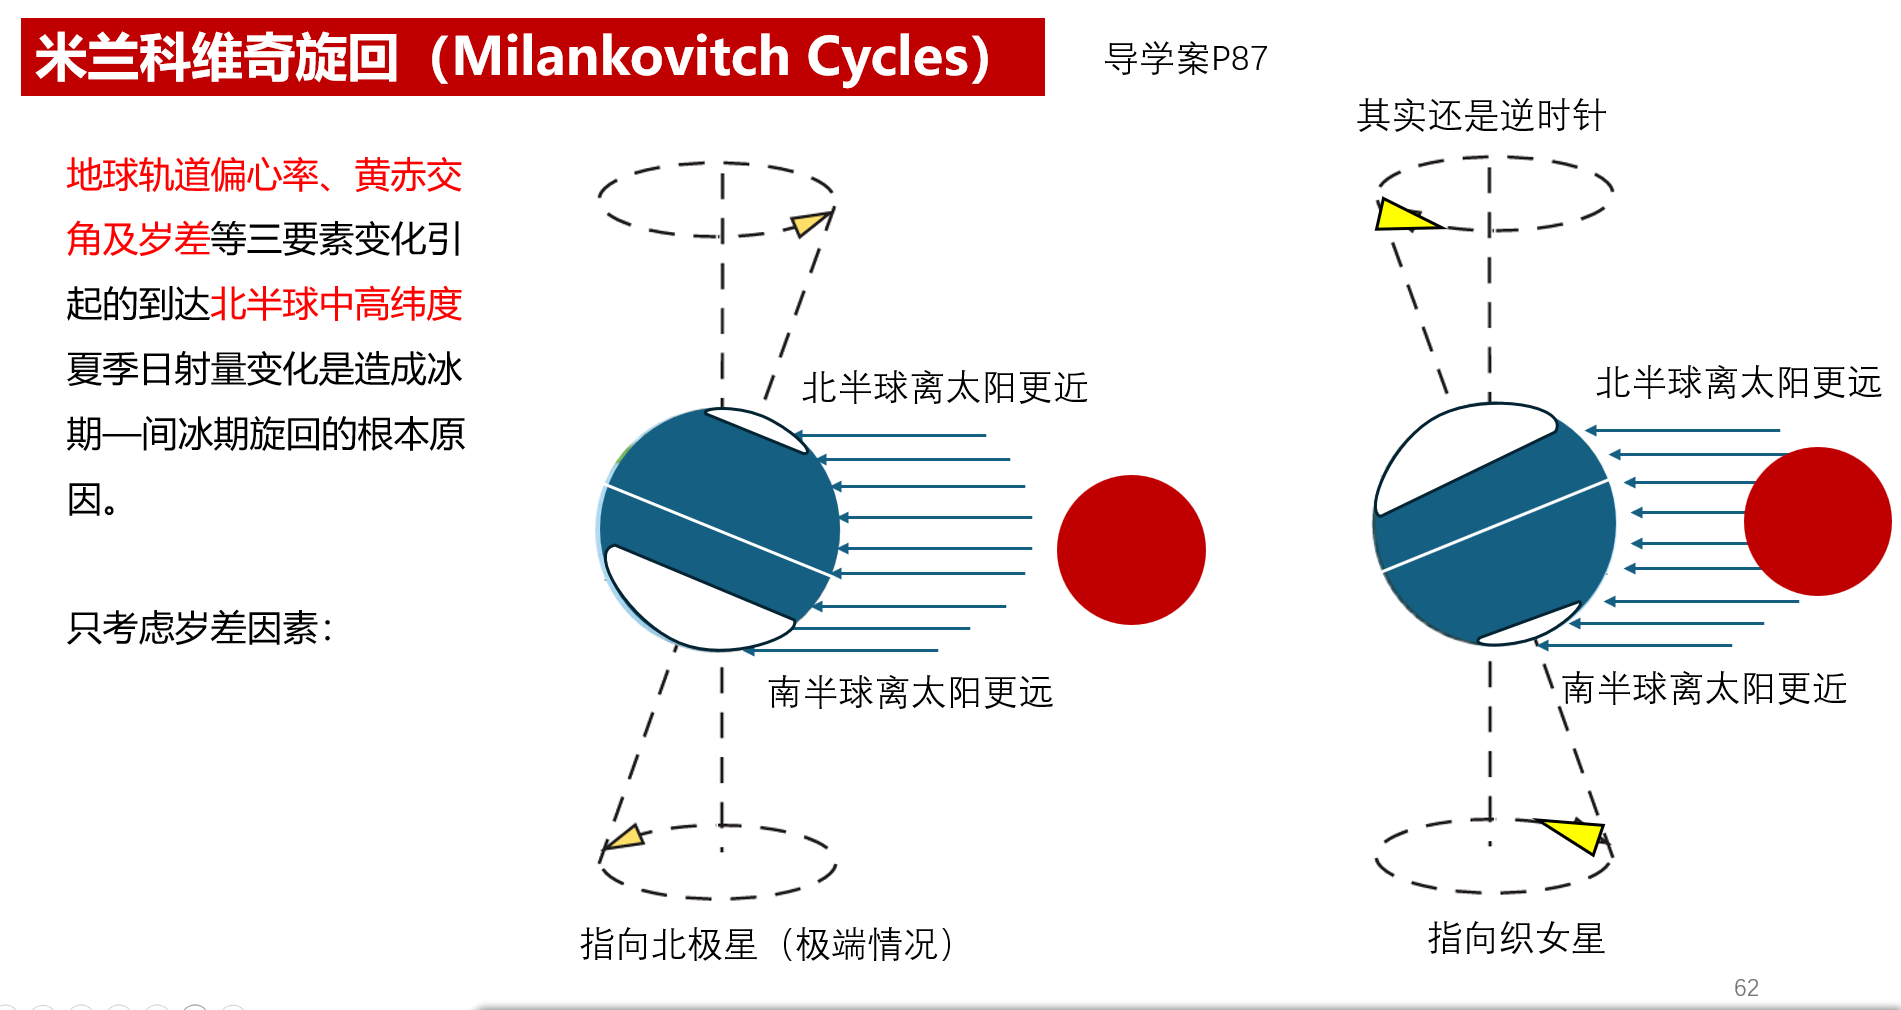 米兰科维奇旋回（Milankovitch Cycles）
导学案P87
地球轨道偏心率、黄赤交
角及岁差等三要素变化引
起的到达北半球中高纬度
夏季日射量变化是造成冰
期—间冰期旋回的根本原
因。
只考虑岁差因素：
北半球离太阳更近
南半球离太阳更远
指向北极星（极端情况）
其实还是逆时针
北半球离太阳更远
南半球离太阳更近
指向织女星
62